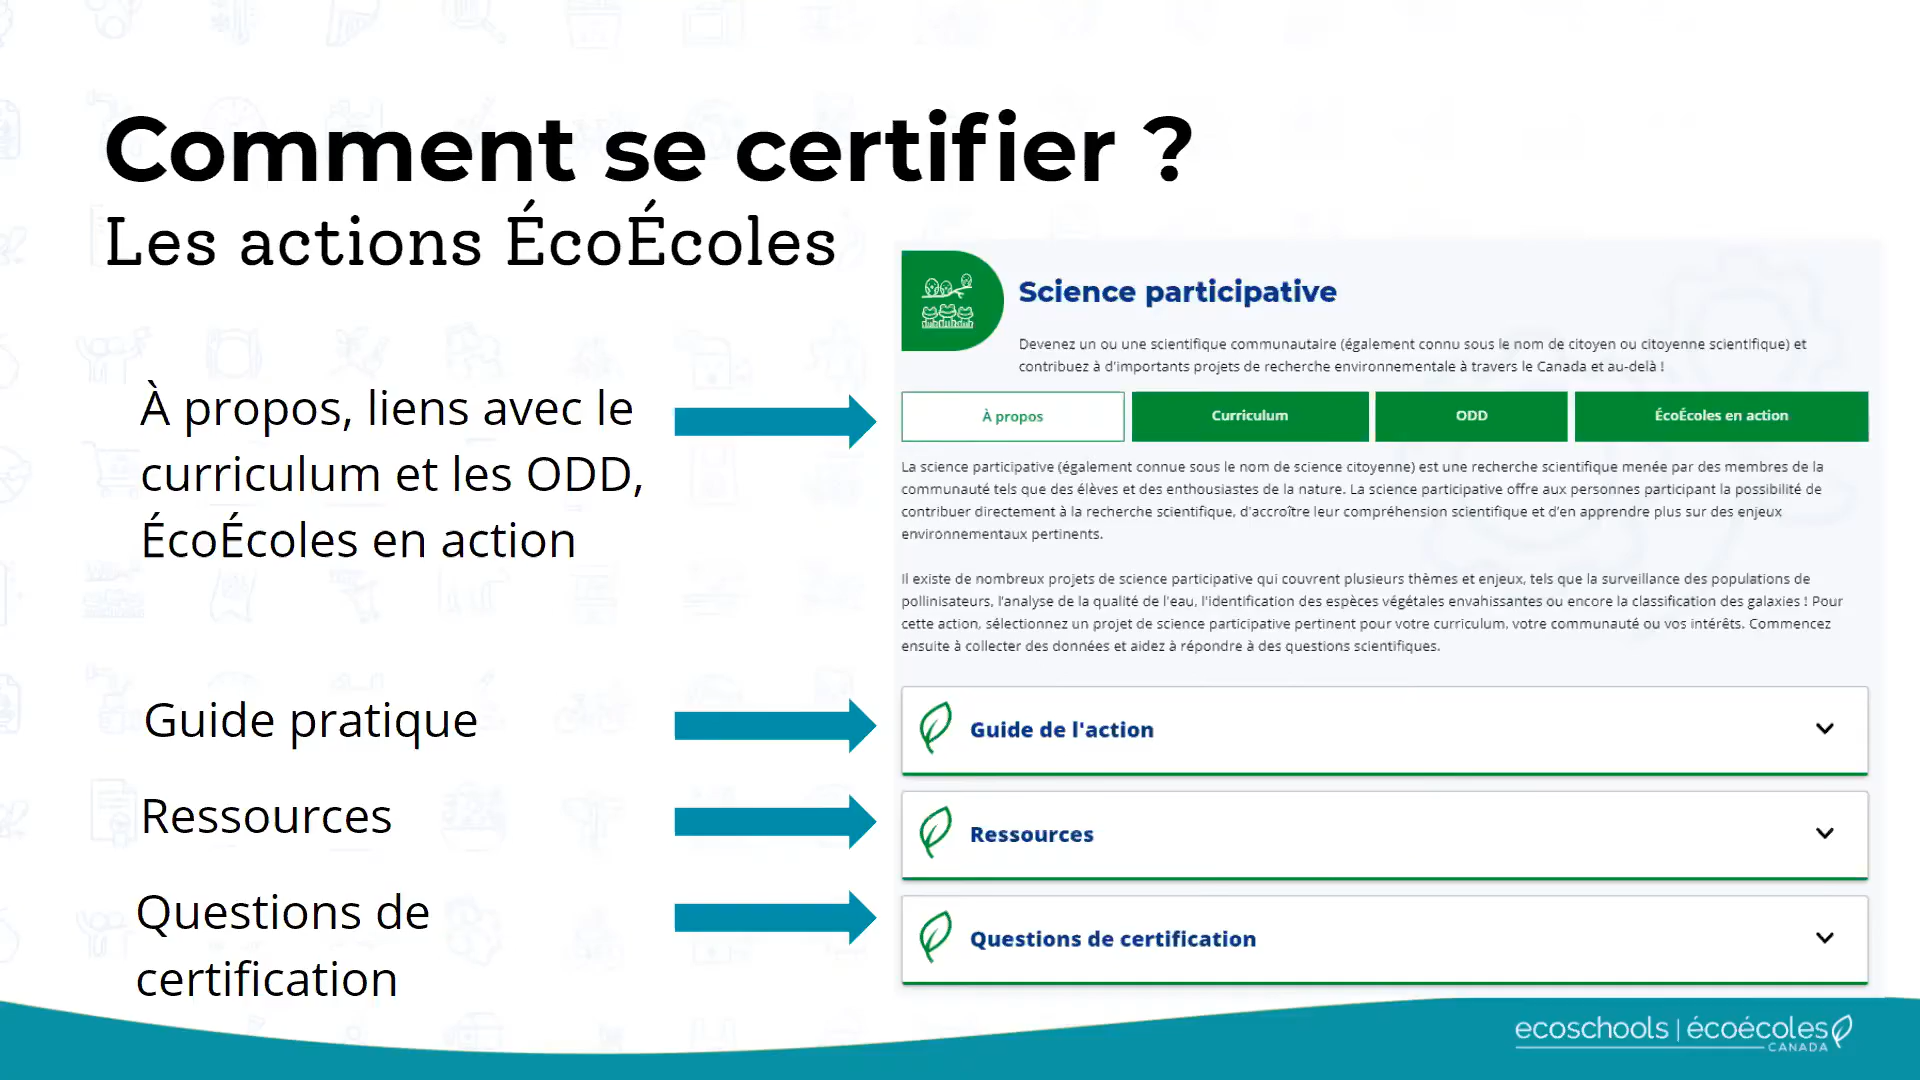 Comment se certifier ?
Les actions ÉcoÉcoles
À propos, liens avec le
curriculum et les ODD,
ÉcoÉcoles en action
Guide pratique
Ressources
Questions de
certification
Science participative
Devenez un ou une scientifique communautaire (également connu sous le nom de citoyen ou citoyenne scientifique) et
contribuez à d'importants projets de recherche environnementale à travers le Canada et au-delà !
À propos
Curriculum
ODD
ÉcoÉcoles en action
La science participative (également connue sous le nom de science citoyenne) est une recherche scientifique menée par des membres de la
communauté tels que des élèves et des enthousiastes de la nature. La science participative offre aux personnes participant la possibilité de
contribuer directement à la recherche scientifique, d'accroître leur compréhension scientifique et d'en apprendre plus sur des enjeux
environnementaux pertinents.
Il existe de nombreux projets de science participative qui couvrent plusieurs thèmes et enjeux, tels que la surveillance des populations de
pollinisateurs, l'analyse de la qualité de l'eau, l'identification des espèces végétales envahissantes ou encore la classification des galaxies ! Pour
cette action, sélectionnez un projet de science participative pertinent pour votre curriculum, votre communauté ou vos intérêts. Commencez
ensuite à collecter des données et aidez à répondre à des questions scientifiques.
Guide de l'action
Ressources
Questions de certification
ecoschools | écoécoles
CANADA